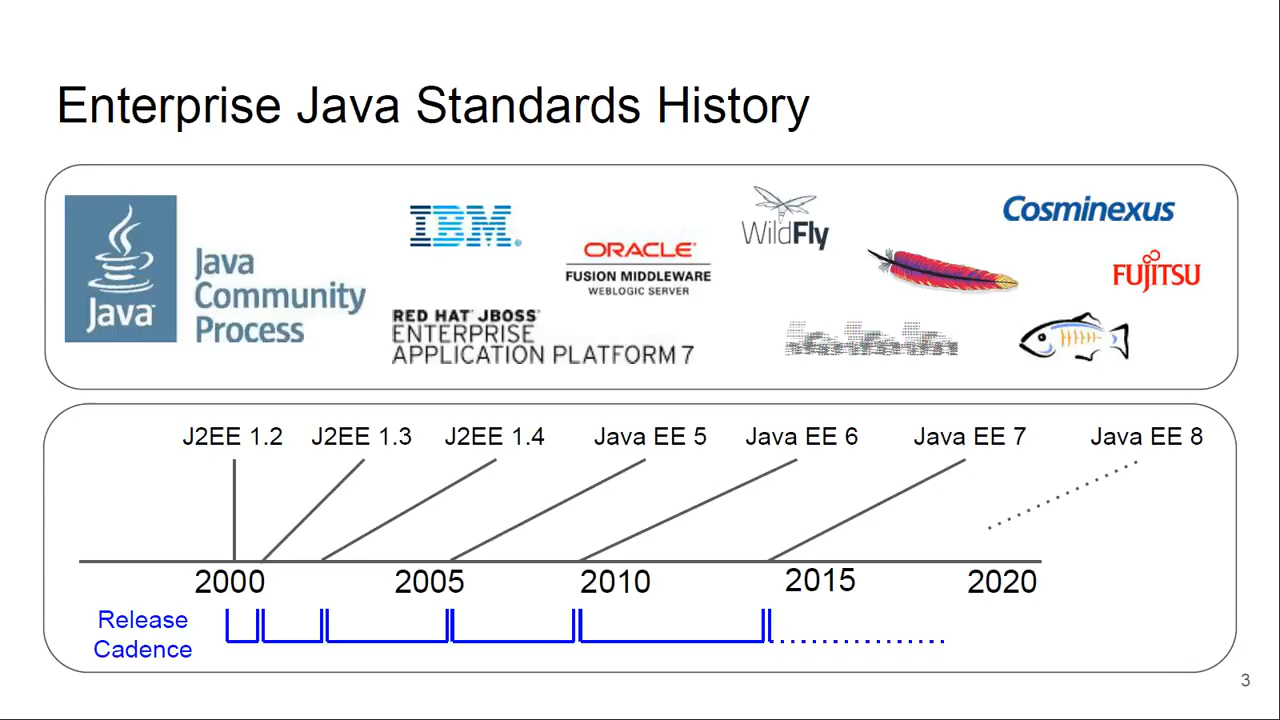 Enterprise Java Standards History
Java
Java
Community
Process
IBM
ORACLE
FUSION MIDDLEWARE
WEBLOGIC SERVER
RED HAT JBOSS
ENTERPRISE
APPLICATION PLATFORM 7
WildFly
Cosminexus
FUJITSU
J2EE 1.2 J2EE 1.3 J2EE 1.4 Java EE 5 Java EE 6 Java EE 7 Java EE 8
2000 2005 2010 2015 2020
Release
Cadence
3